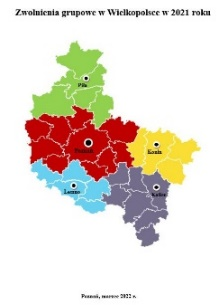 Zwolnienia grupowe w Wielkopolsce w 2021 roku
Piła
Konin
Poznań
Leszno
Kalisz
Poznań, marzec 2022 r.